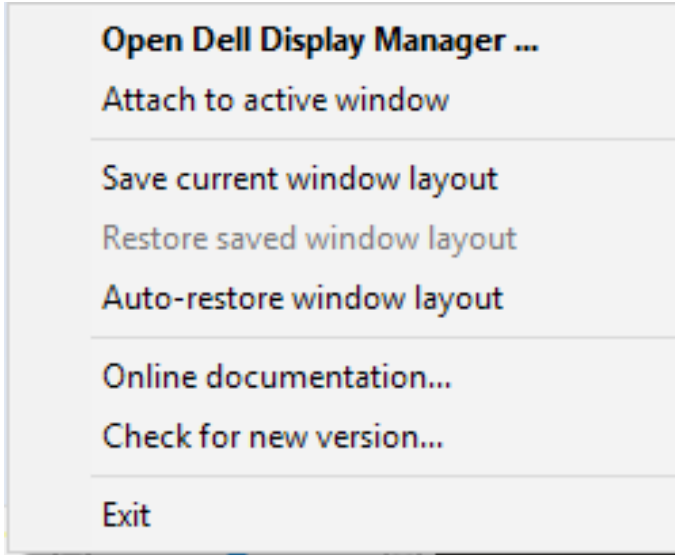 Open Dell Display Manager ...
Attach to active window
Save current window layout
Restore saved window layout
Auto-restore window layout
Online documentation...
Check for new version...
Exit